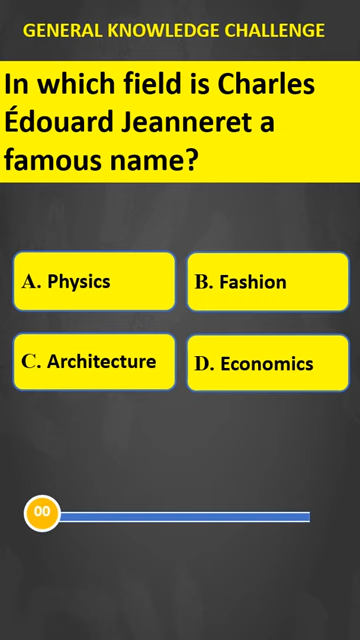 GENERAL KNOWLEDGE CHALLENGE
In which field is Charles
Édouard Jeanneret a
famous name?
A. Physics
B. Fashion
C. Architecture
D. Economics
00